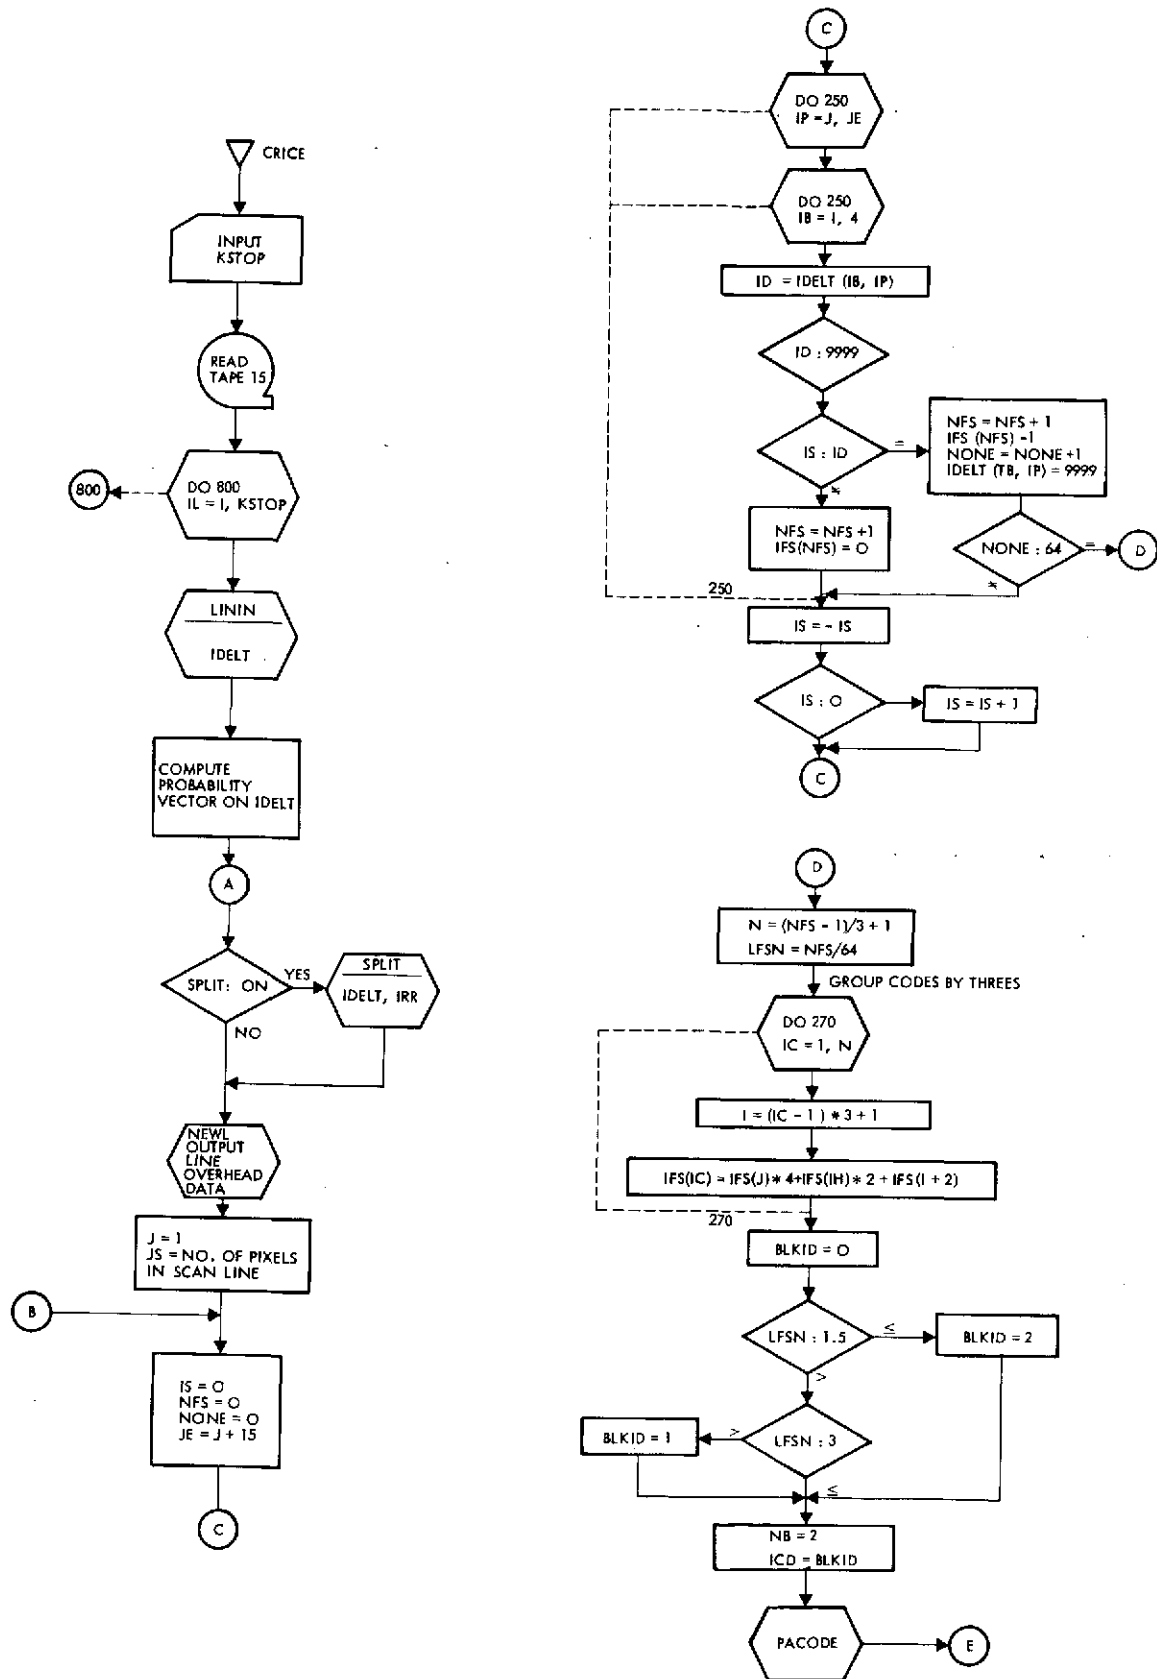 CRICE
INPUT
KSTOP
READ
TAPE 15
800
DO 800
IL = I, KSTOP
LININ
IDELT
COMPUTE
PROBABILITY
VECTOR ON IDELT
A
SPLIT: ON
YES
SPLIT
IDELT, IRR
NO
NEWL
OUTPUT
LINE
OVERHEAD
DATA
J = 1
JS = NO. OF PIXELS
IN SCAN LINE
B
IS = O
NFS = O
NONE = O
JE = J + 15
C
C
DO 250
IP = J, JE
DO 250
IB = I, 4
ID = IDELT (IB, IP)
ID : 9999
IS : ID
=
NFS = NFS + 1
IFS (NFS) -1
NONE = NONE +1
IDELT (TB, IP) = 9999
≠
NFS = NFS +1
IFS(NFS) = 0
NONE : 64
=
D
≠
250
IS = - IS
IS : O
IS = IS + 1
C
D
N = (NFS - 1)/3 + 1
LFSN = NFS/64
GROUP CODES BY THREES
DO 270
IC = 1, N
I = (IC - 1 ) * 3 + 1
IFS(IC) = IFS(J)* 4+IFS(IH)* 2 + IFS(I + 2)
270
BLKID = 0
LFSN : 1.5
≤
BLKID = 2
>
BLKID = 1
>
LFSN : 3
≤
NB = 2
ICD = BLKID
PACODE
E